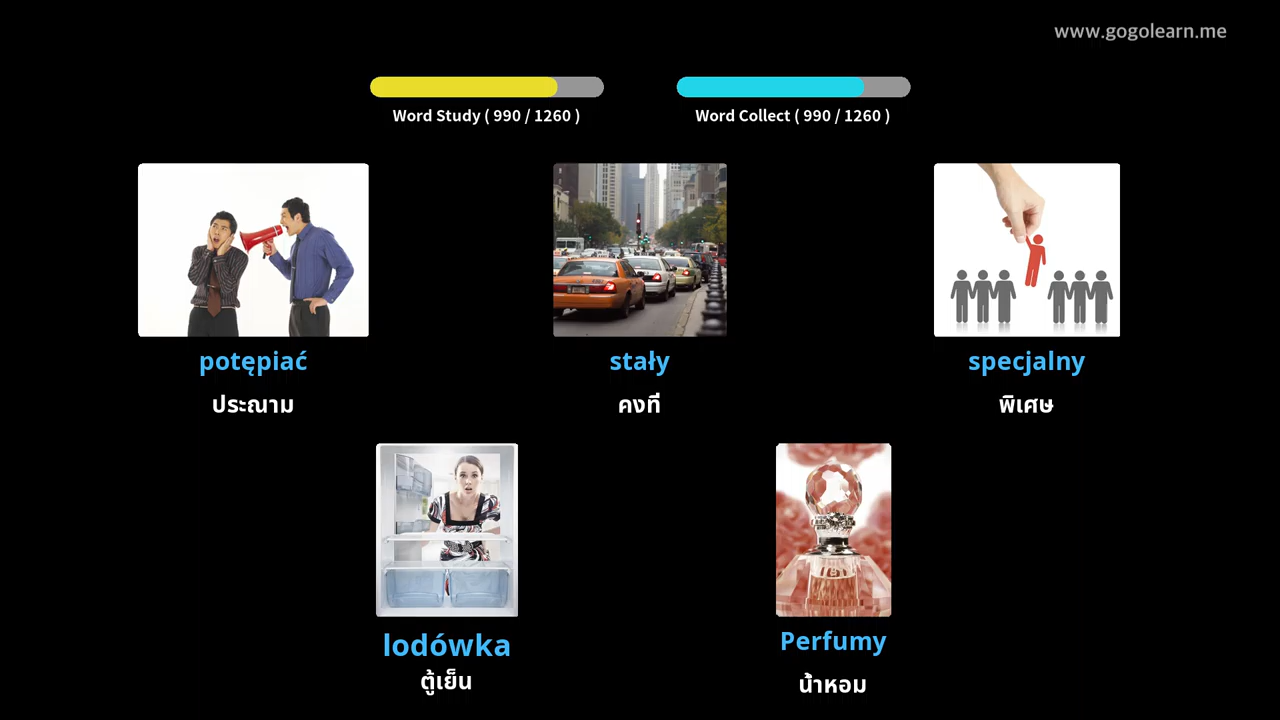 www.gogolearn.me
Word Study ( 990 / 1260 )
Word Collect ( 990 / 1260 )
potępiać
stały
specjalny
ประณาม
คงที่
พิเศษ
lodówka
Perfumy
ตู้เย็น
น้ำหอม